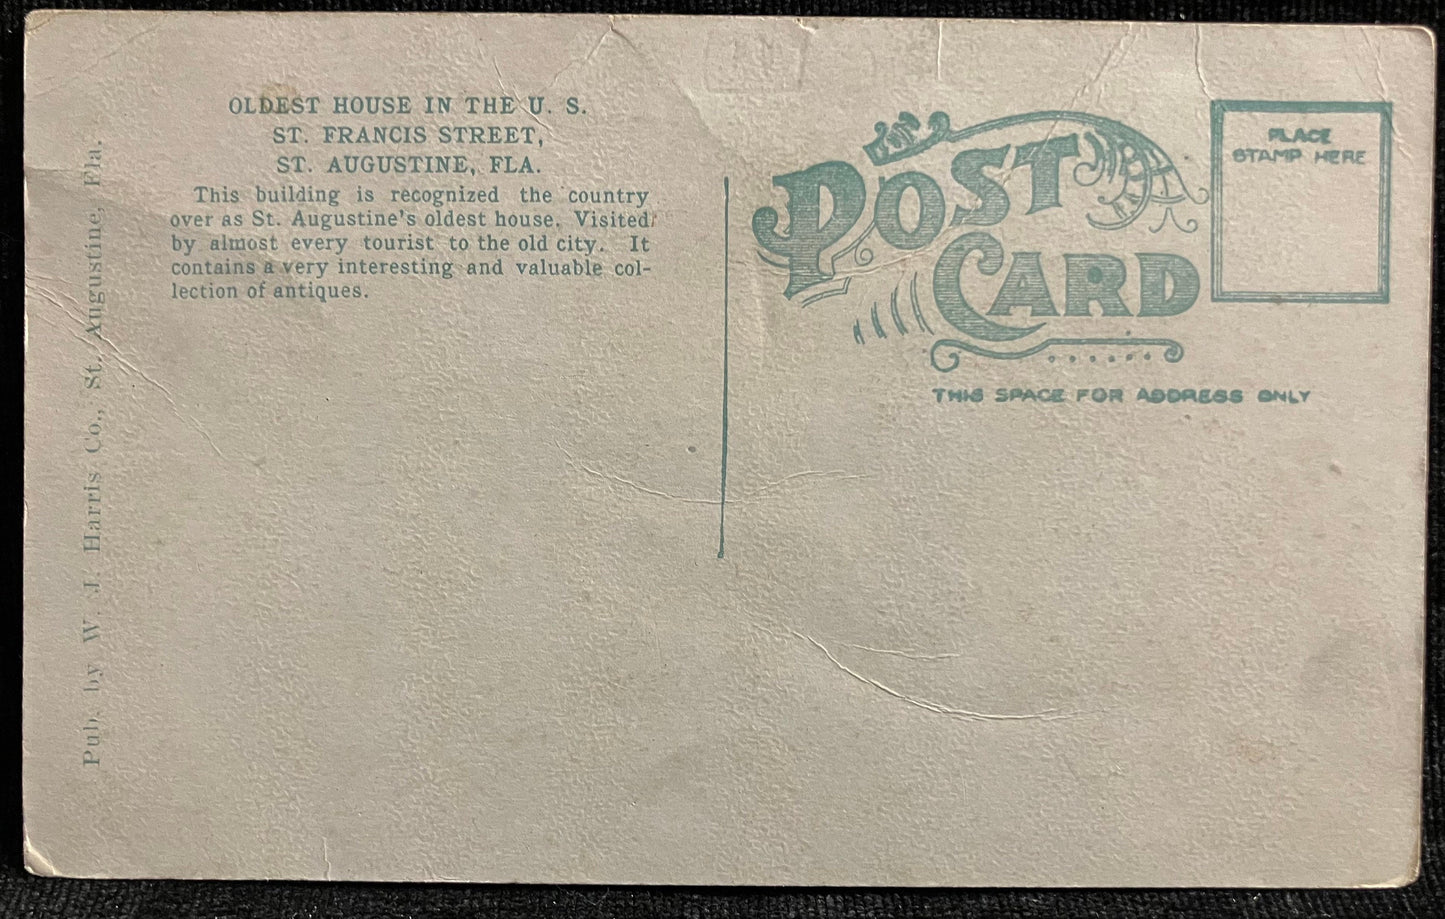 OLDEST HOUSE IN THE U. S.
ST. FRANCIS STREET,
ST. AUGUSTINE, FLA.
This building is recognized the country
over as St. Augustine's oldest house. Visited
by almost every tourist to the old city. It
contains a very interesting and valuable col-
lection of antiques.
Pub. by W. J. Harris Co., St. Augustine, Fla.
POST
CARD
PLACE
STAMP HERE
THIS SPACE FOR ADDRESS ONLY